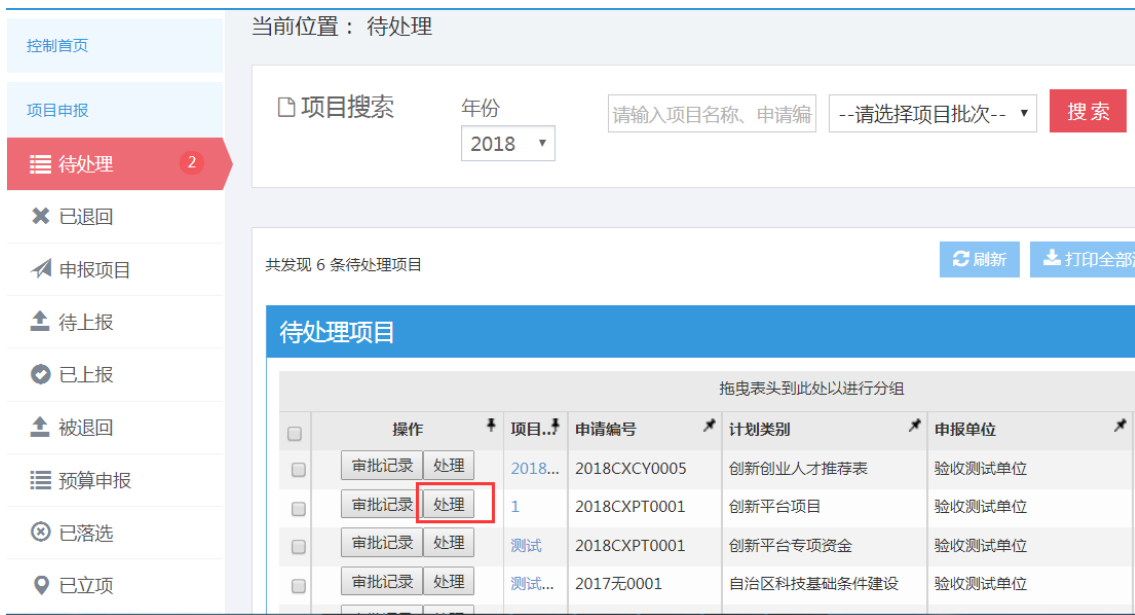 当前位置： 待处理
控制首页
项目申报
待处理 2
已退回
申报项目
待上报
已上报
被退回
预算申报
已落选
已立项
项目搜索
年份
2018
请输入项目名称、申请编
--请选择项目批次--
搜索
共发现 6 条待处理项目
刷新
打印全部
待处理项目
拖曳表头到此处以进行分组
操作 项目... 申请编号 计划类别 申报单位
审批记录 处理 2018... 2018CXCY0005 创新创业人才推荐表 验收测试单位
审批记录 处理 1 2018CXPT0001 创新平台项目 验收测试单位
审批记录 处理 测试 2018CXPT0001 创新平台专项资金 验收测试单位
审批记录 处理 测试... 2017无0001 自治区科技基础条件建设 验收测试单位